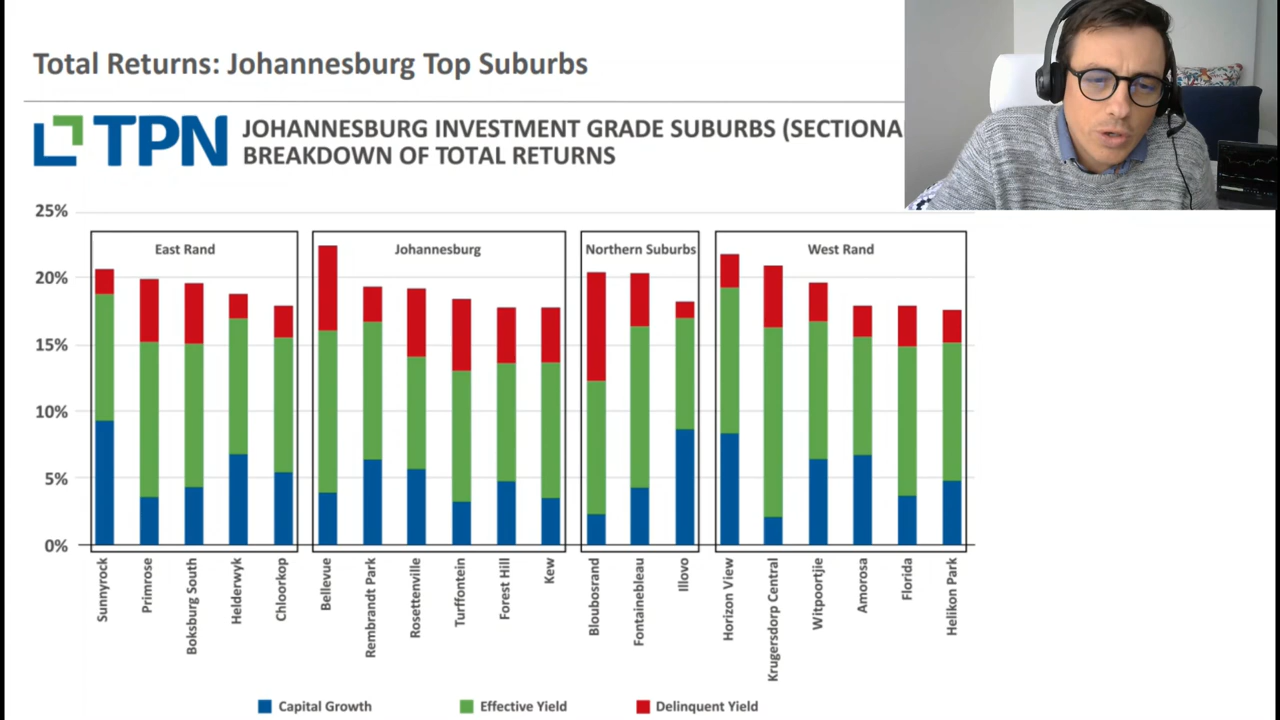 Total Returns: Johannesburg Top Suburbs
TPN
JOHANNESBURG INVESTMENT GRADE SUBURBS (SECTIONA
BREAKDOWN OF TOTAL RETURNS
25%
20%
15%
10%
5%
0%
East Rand
Johannesburg
Northern Suburbs
West Rand
Sunnyrock
Primrose
Boksburg South
Helderwyk
Chloorkop
Bellevue
Rembrandt Park
Rosettenville
Turffontein
Forest Hill
Kew
Bloubosrand
Fontainebleau
Illovo
Horizon View
Krugersdorp Central
Witpoortjie
Amorosa
Florida
Helikon Park
Capital Growth
Effective Yield
Delinquent Yield